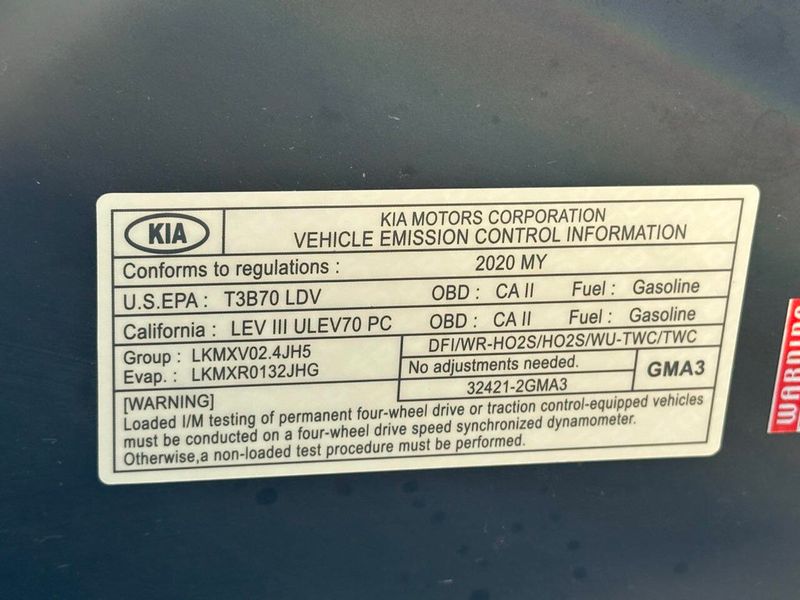 KIA
KIA MOTORS CORPORATION
VEHICLE EMISSION CONTROL INFORMATION
Conforms to regulations : 2020 MY
U.S.EPA : T3B70 LDV OBD : CA II Fuel : Gasoline
California : LEV III ULEV70 PC OBD : CA II Fuel : Gasoline
Group : LKMXV02.4JH5
Evap. : LKMXR0132JHG
DFI/WR-HO2S/HO2S/WU-TWC/TWC
No adjustments needed.
32421-2GMA3
GMA3
[WARNING]
Loaded I/M testing of permanent four-wheel drive or traction control-equipped vehicles
must be conducted on a four-wheel drive speed synchronized dynamometer.
Otherwise,a non-loaded test procedure must be performed.
WARNING